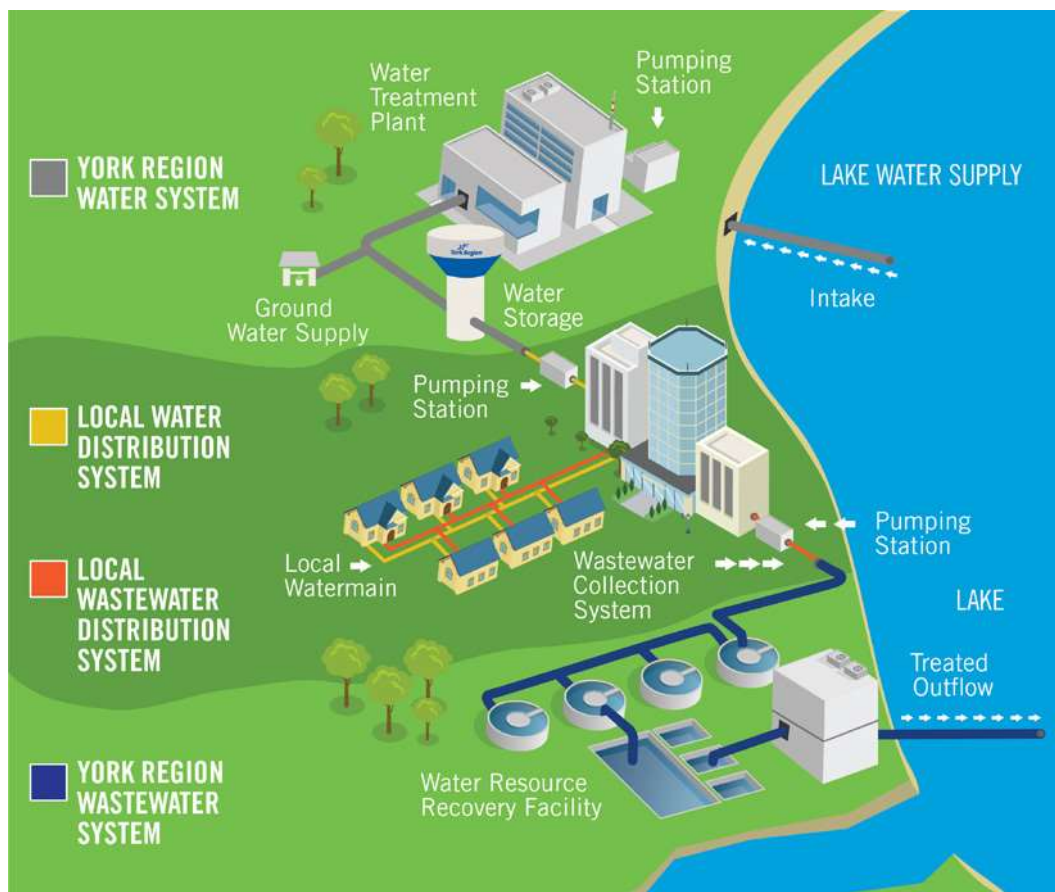 Water
Treatment
Plant
Pumping
Station
YORK REGION
WATER SYSTEM
LAKE WATER SUPPLY
York Region
Ground
Water Supply
Water
Storage
Intake
Pumping
Station
LOCAL WATER
DISTRIBUTION
SYSTEM
Local
Watermain
Wastewater
Collection
System
Pumping
Station
LOCAL
WASTEWATER
DISTRIBUTION
SYSTEM
LAKE
Treated
Outflow
Water Resource
Recovery Facility
YORK REGION
WASTEWATER
SYSTEM